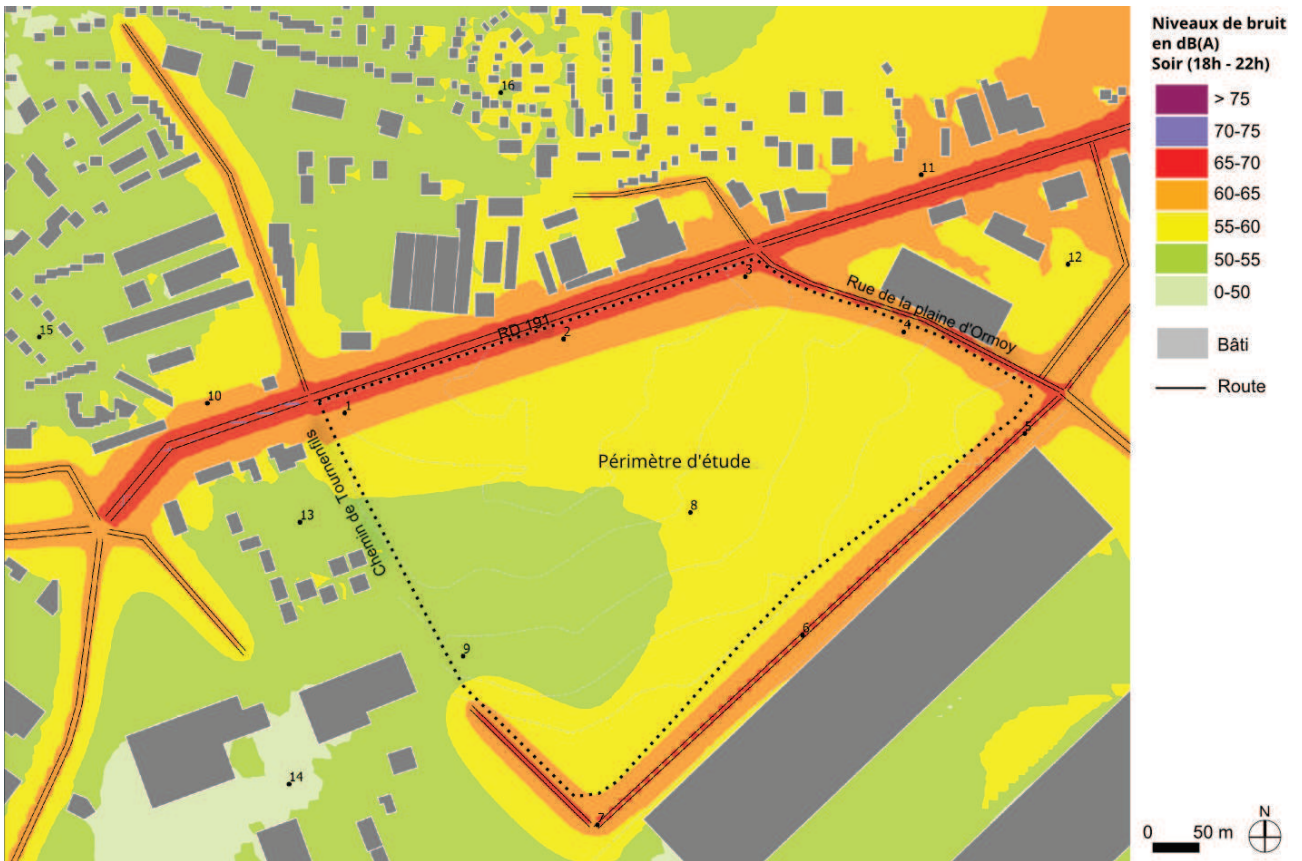 Niveaux de bruit
en dB(A)
Soir (18h - 22h)
> 75
70-75
65-70
60-65
55-60
50-55
0-50
Bâti
Route
16
11
12
3
RD 191
2
Rue de la plaine d'Ormoy
4
15
10
1
5
Chemin de Tournenfils
Périmètre d'étude
8
13
9
6
14
7
0 50 m
N